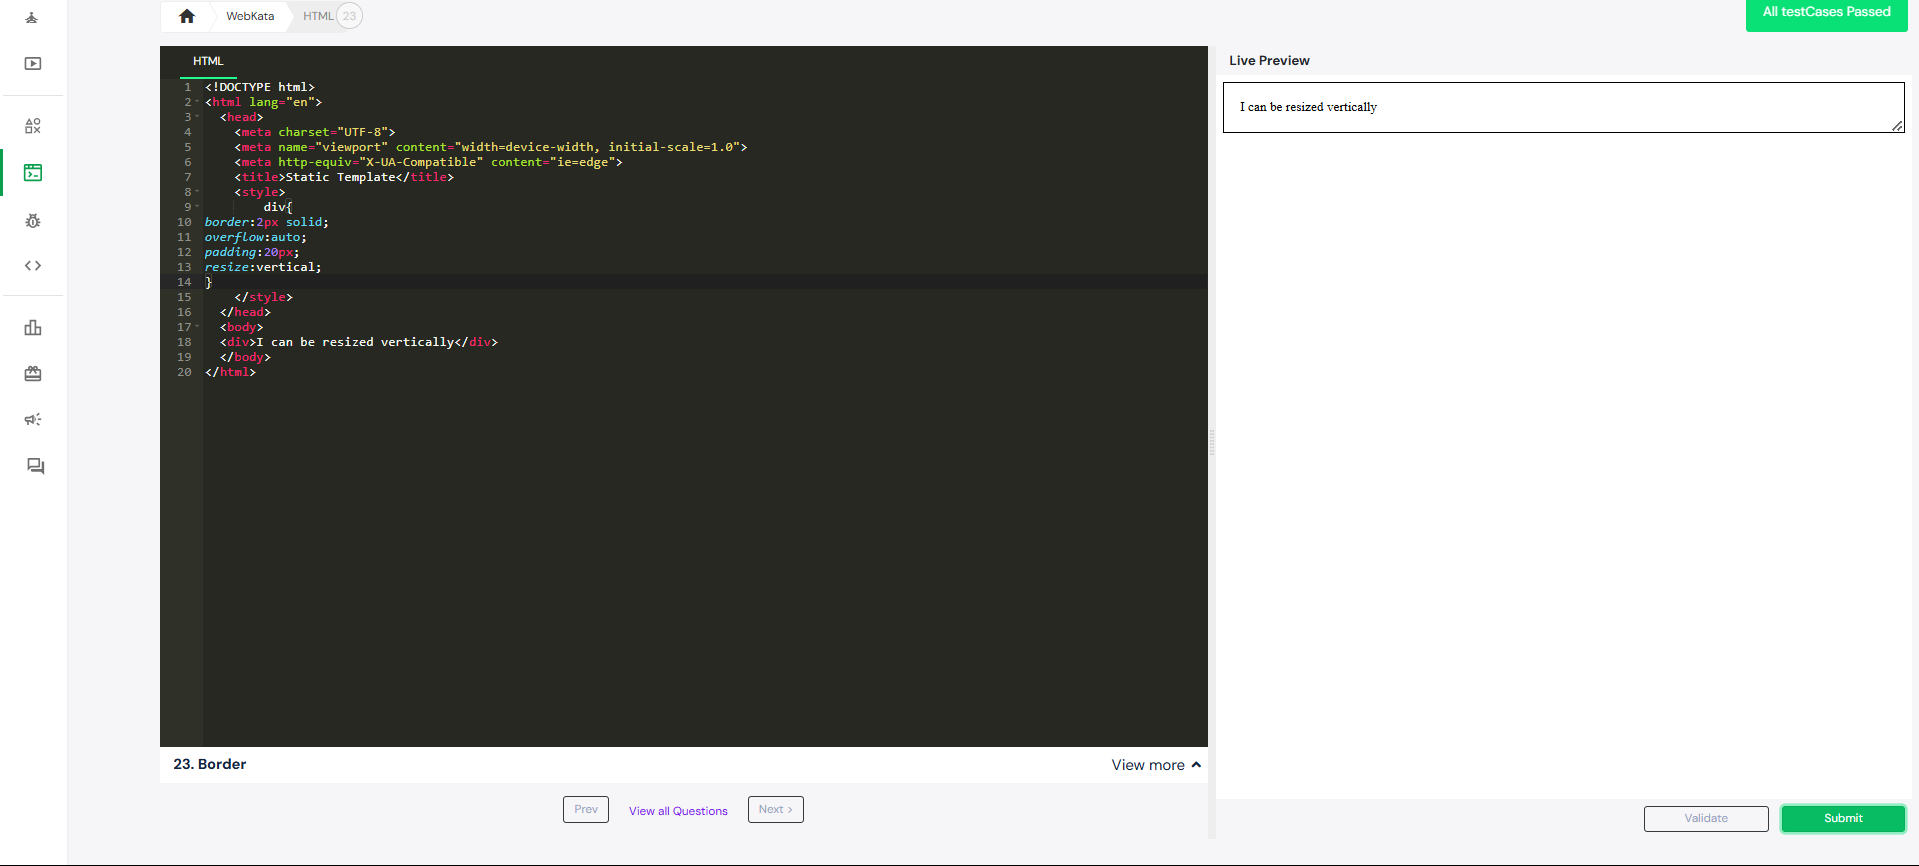 WebKata
HTML
23
All testCases Passed
HTML
Live Preview
1 <!DOCTYPE html>
2 <html lang="en">
3   <head>
4     <meta charset="UTF-8">
5     <meta name="viewport" content="width=device-width, initial-scale=1.0">
6     <meta http-equiv="X-UA-Compatible" content="ie=edge">
7     <title>Static Template</title>
8     <style>
9         div{
10 border:2px solid;
11 overflow:auto;
12 padding:20px;
13 resize:vertical;
14 }
15     </style>
16   </head>
17   <body>
18   <div>I can be resized vertically</div>
19   </body>
20 </html>
I can be resized vertically
23. Border
View more
Prev
View all Questions
Next >
Validate
Submit